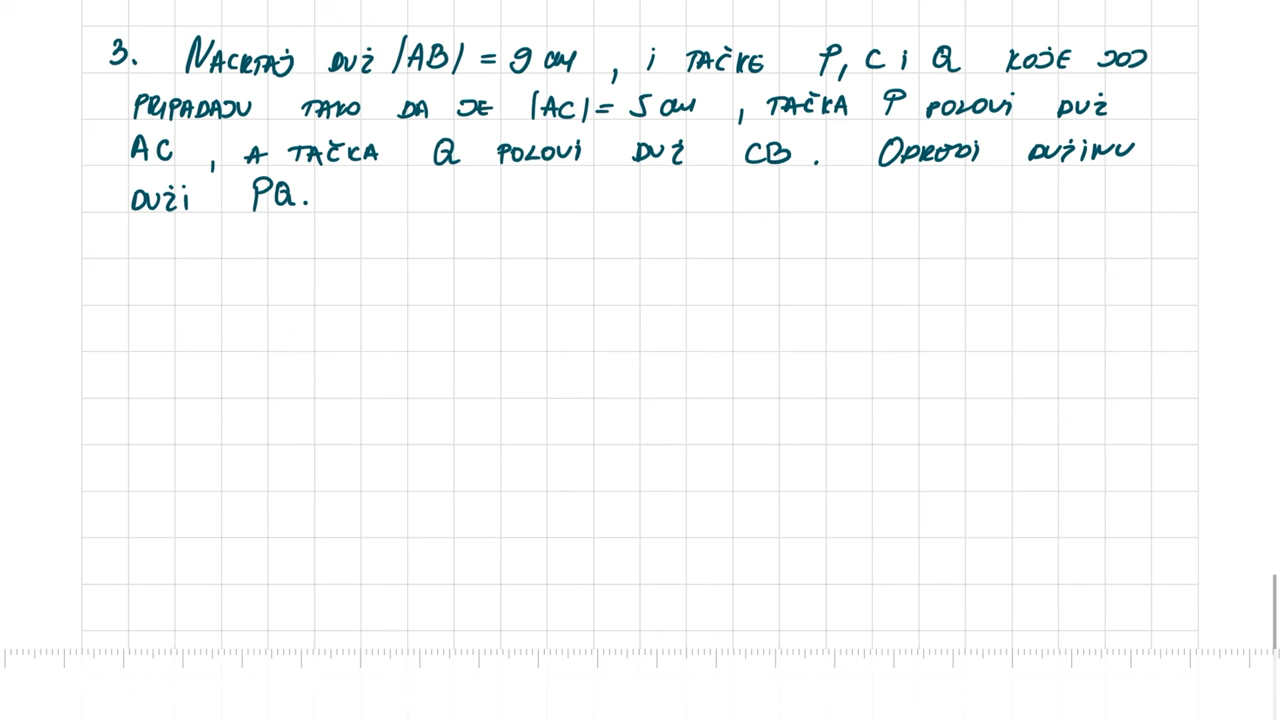 3. NACRTAJ DUŽ |AB| = 9 cm, i TAČKE P, C i Q KOJE JOJ
PRIPADAJU TAKO DA JE |AC| = 5 cm, TAČKA P POLOVI DUŽ
AC, A TAČKA Q POLOVI DUŽ CB. ODREDI DUŽINU
DUŽI PQ.